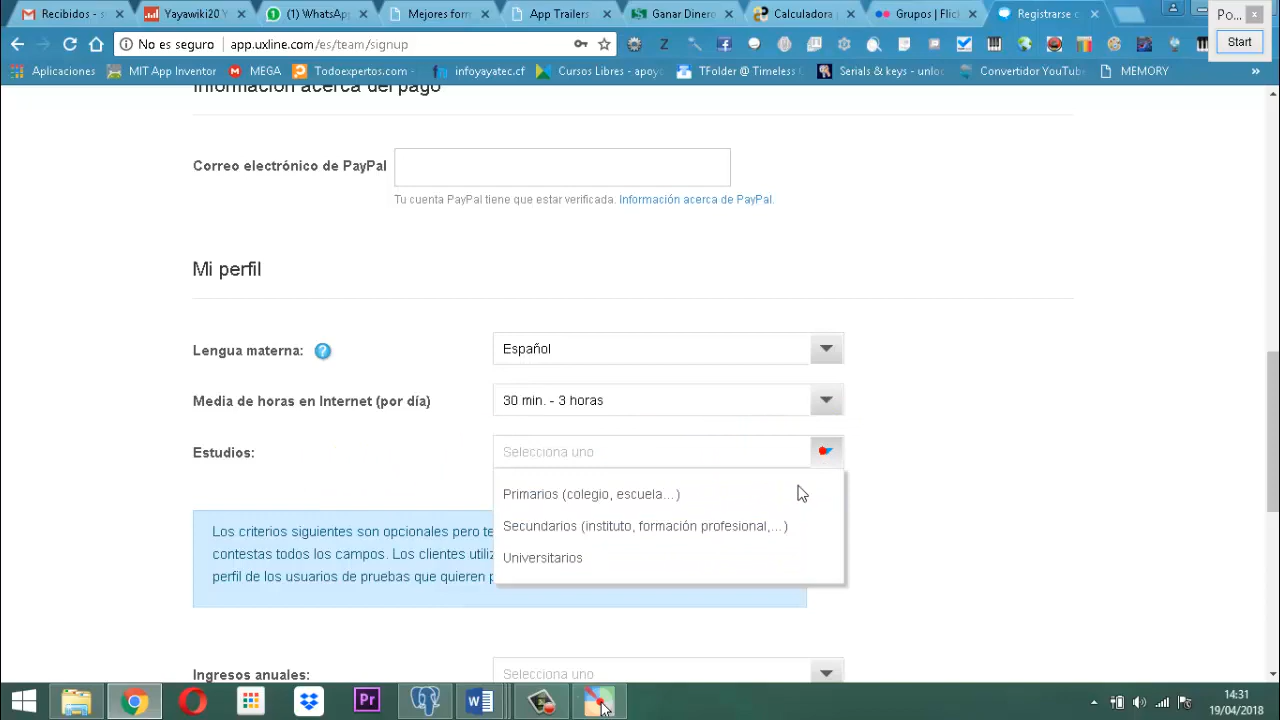 Recibidos - s
Yayawiki20 Y
(1) WhatsA
Mejores form
App Trailers
Ganar Dinero
Calculadora
Grupos | Flick
Registrarse c
Po...
No es seguro
app.uxline.com/es/team/signup
Start
Aplicaciones
MIT App Inventor
MEGA
Todoexpertos.com -
infoyayatec.cf
Cursos Libres - apoy
TFolder @ Timeless
Serials & keys - unlo
Convertidor YouTub
MEMORY
»
Información acerca del pago
Correo electrónico de PayPal
Tu cuenta PayPal tiene que estar verificada. Información acerca de PayPal.
Mi perfil
Lengua materna: ?
Español
Media de horas en Internet (por día)
30 min. - 3 horas
Estudios:
Selecciona uno
Primarios (colegio, escuela...)
Secundarios (instituto, formación profesional,...)
Universitarios
Los criterios siguientes son opcionales pero te
contestas todos los campos. Los clientes utiliz
perfil de los usuarios de pruebas que quieren p
Ingresos anuales:
Selecciona uno
Pr
14:31
19/04/2018